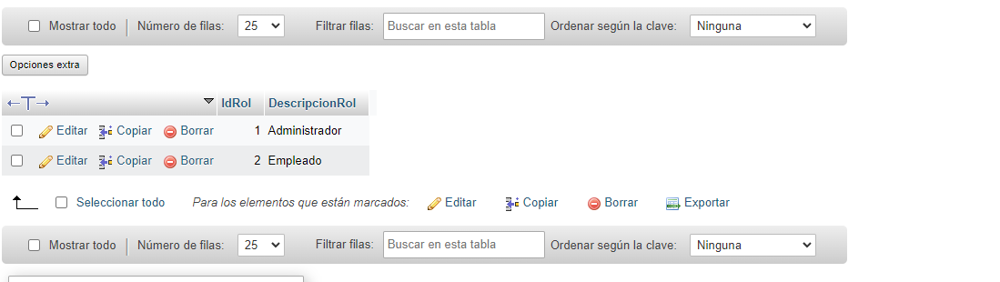 Mostrar todo Número de filas: 25 Filtrar filas: Buscar en esta tabla Ordenar según la clave: Ninguna
Opciones extra
IdRol DescripcionRol
Editar Copiar Borrar 1 Administrador
Editar Copiar Borrar 2 Empleado
Seleccionar todo Para los elementos que están marcados: Editar Copiar Borrar Exportar
Mostrar todo Número de filas: 25 Filtrar filas: Buscar en esta tabla Ordenar según la clave: Ninguna